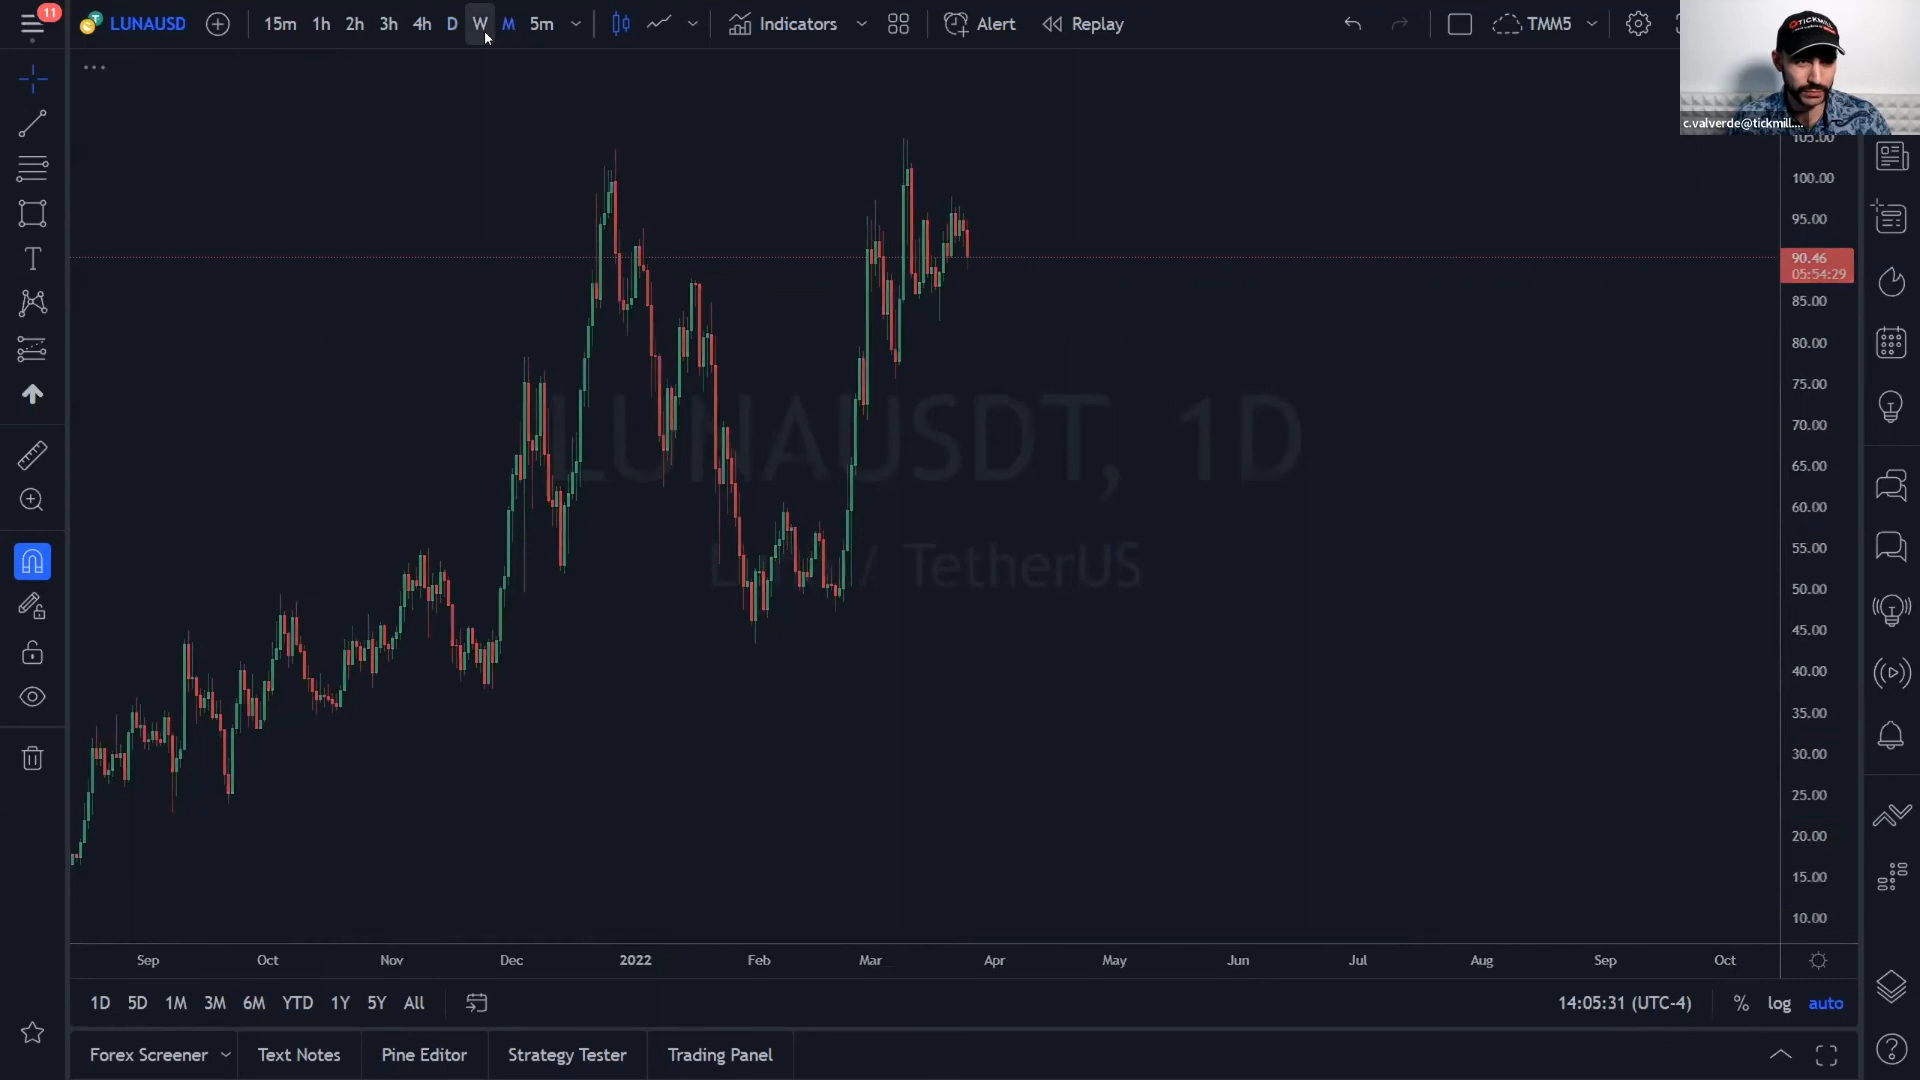 11
LUNAUSD
15m 1h 2h 3h 4h D W M 5m
Indicators
Alert
Replay
TMM5
TICKMILL
c.valverde@tickmill....
105.00
100.00
95.00
90.46
05:54:29
85.00
80.00
75.00
70.00
65.00
60.00
55.00
50.00
45.00
40.00
35.00
30.00
25.00
20.00
15.00
10.00
LUNAUSDT, 1D
/ TetherUS
Sep Oct Nov Dec 2022 Feb Mar Apr May Jun Jul Aug Sep Oct
1D 5D 1M 3M 6M YTD 1Y 5Y All
14:05:31 (UTC-4) % log auto
Forex Screener Text Notes Pine Editor Strategy Tester Trading Panel